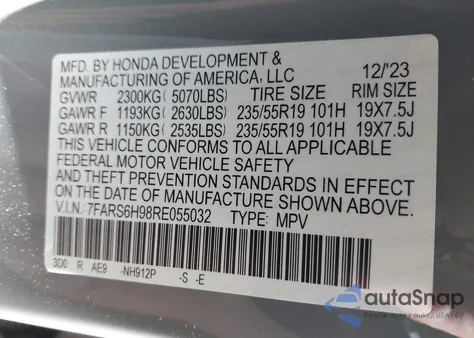 MFD. BY HONDA DEVELOPMENT &
MANUFACTURING OF AMERICA, LLC 12/'23
GVWR 2300KG ( 5070LBS) TIRE SIZE RIM SIZE
GAWR F 1193KG ( 2630LBS) 235/55R19 101H 19X7.5J
GAWR R 1150KG ( 2535LBS) 235/55R19 101H 19X7.5J
THIS VEHICLE CONFORMS TO ALL APPLICABLE
FEDERAL MOTOR VEHICLE SAFETY
AND THEFT PREVENTION STANDARDS IN EFFECT
ON THE DATE OF MANUFACTURE SHOWN ABOVE.
V.I.N.: 7FARS6H98RE055032 TYPE: MPV
3D0 R AE9 -NH912P -S -E
autoSnap